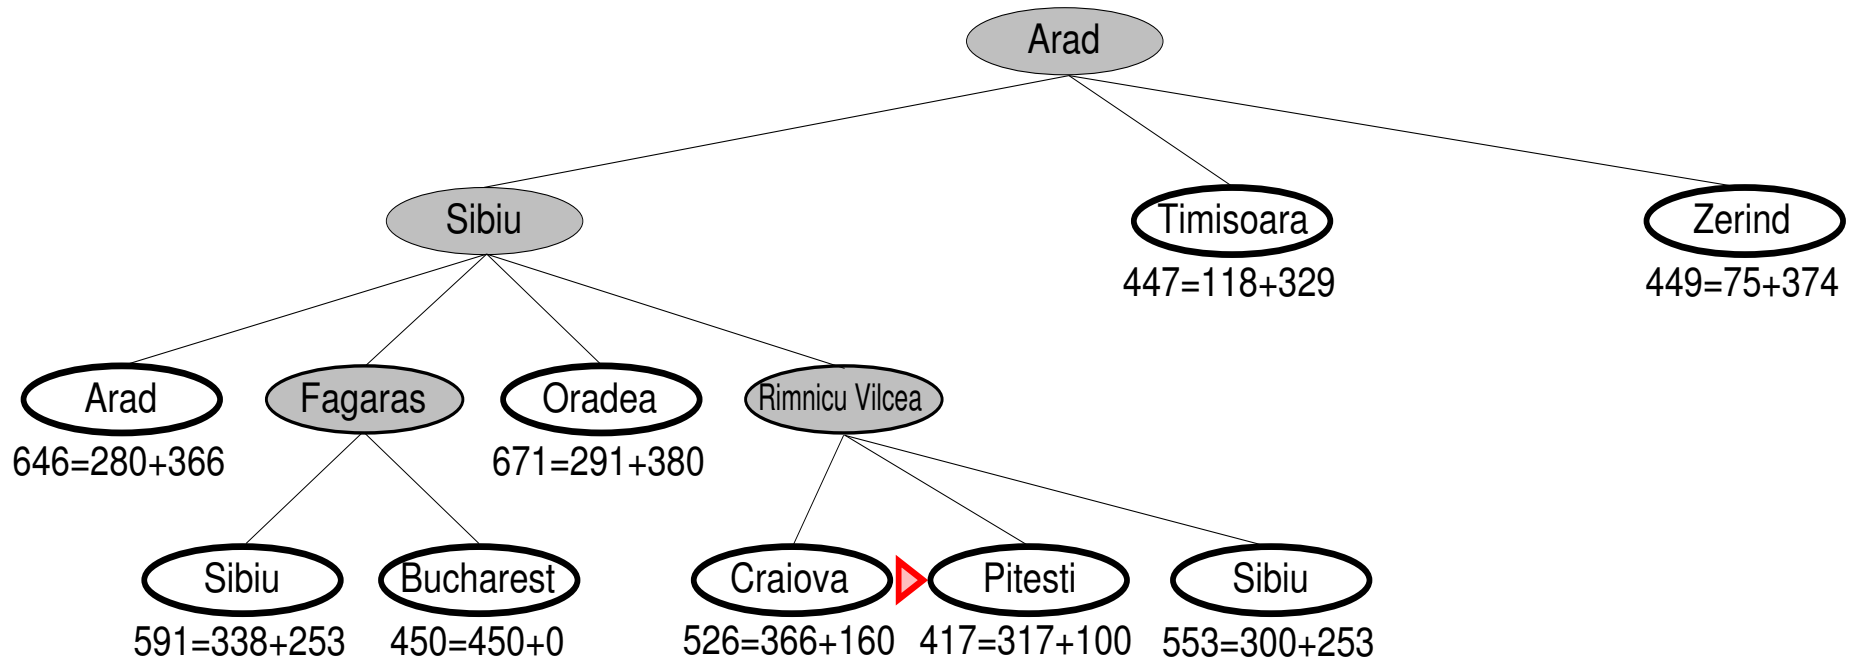 Arad
Sibiu
Timisoara
Zerind
447=118+329
449=75+374
Arad
Fagaras
Oradea
Rimnicu Vilcea
646=280+366
671=291+380
Sibiu
Bucharest
Craiova
Pitesti
Sibiu
591=338+253
450=450+0
526=366+160
417=317+100
553=300+253